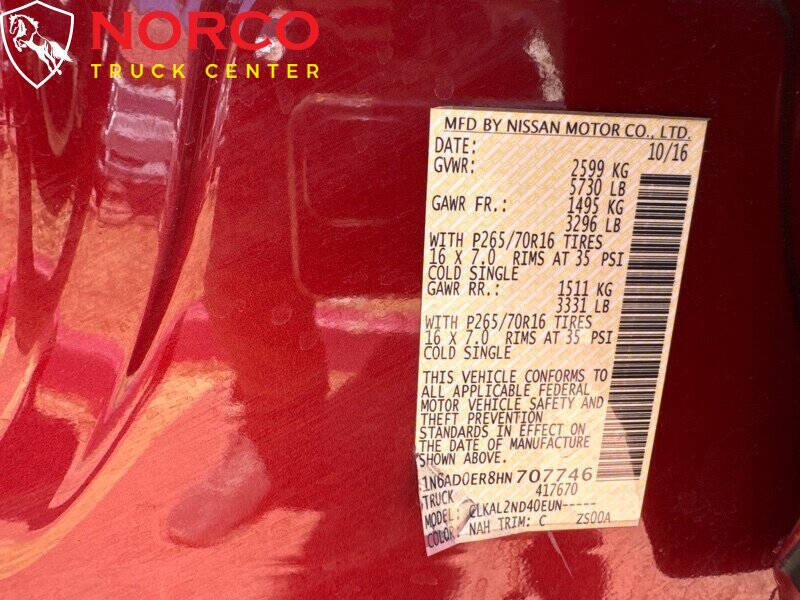 NORCO
TRUCK CENTER
MFD BY NISSAN MOTOR CO., LTD.
DATE: 10/16
GVWR: 2599 KG
5730 LB
GAWR FR.: 1495 KG
3296 LB
WITH P265/70R16 TIRES
16 X 7.0 RIMS AT 35 PSI
COLD SINGLE
GAWR RR.: 1511 KG
3331 LB
WITH P265/70R16 TIRES
16 X 7.0 RIMS AT 35 PSI
COLD SINGLE
THIS VEHICLE CONFORMS TO
ALL APPLICABLE FEDERAL
MOTOR VEHICLE SAFETY AND
THEFT PREVENTION
STANDARDS IN EFFECT ON
THE DATE OF MANUFACTURE
SHOWN ABOVE.
1N6AD0ER8HN707746
TRUCK 417670
MODEL: CLKAL2ND40EUN-----
COLOR: NAH TRIM: C ZS00A